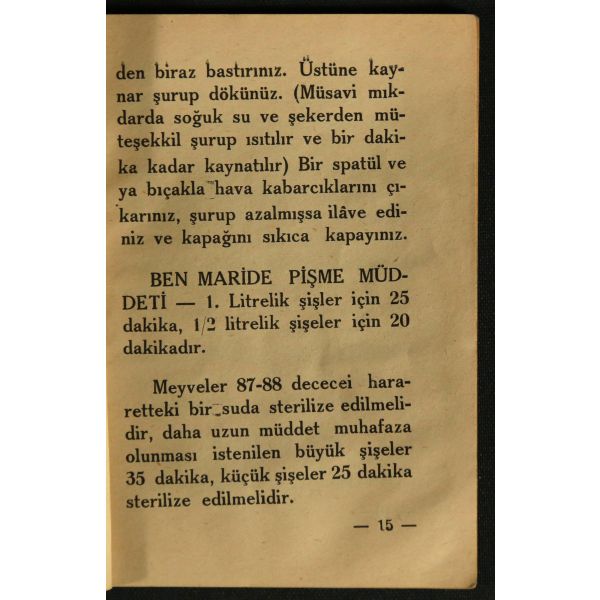 den biraz bastırınız. Üstüne kay-
nar şurup dökünüz. (Müsavi mık-
darda soğuk su ve şekerden mü-
teşekkil şurup ısıtılır ve bir daki-
ka kadar kaynatılır) Bir spatül ve
ya bıçakla hava kabarcıklarını çı-
karınız, şurup azalmışsa ilâve edi-
niz ve kapağını sıkıca kapayınız.
BEN MARİDE PİŞME MÜD-
DETİ — 1. Litrelik şişler için 25
dakika, 1/2 litrelik şişeler için 20
dakikadır.
Meyveler 87-88 dececei hara-
retteki bir suda sterilize edilmeli-
dir, daha uzun müddet muhafaza
olunması istenilen büyük şişeler
35 dakika, küçük şişeler 25 dakika
sterilize edilmelidir.
— 15 —